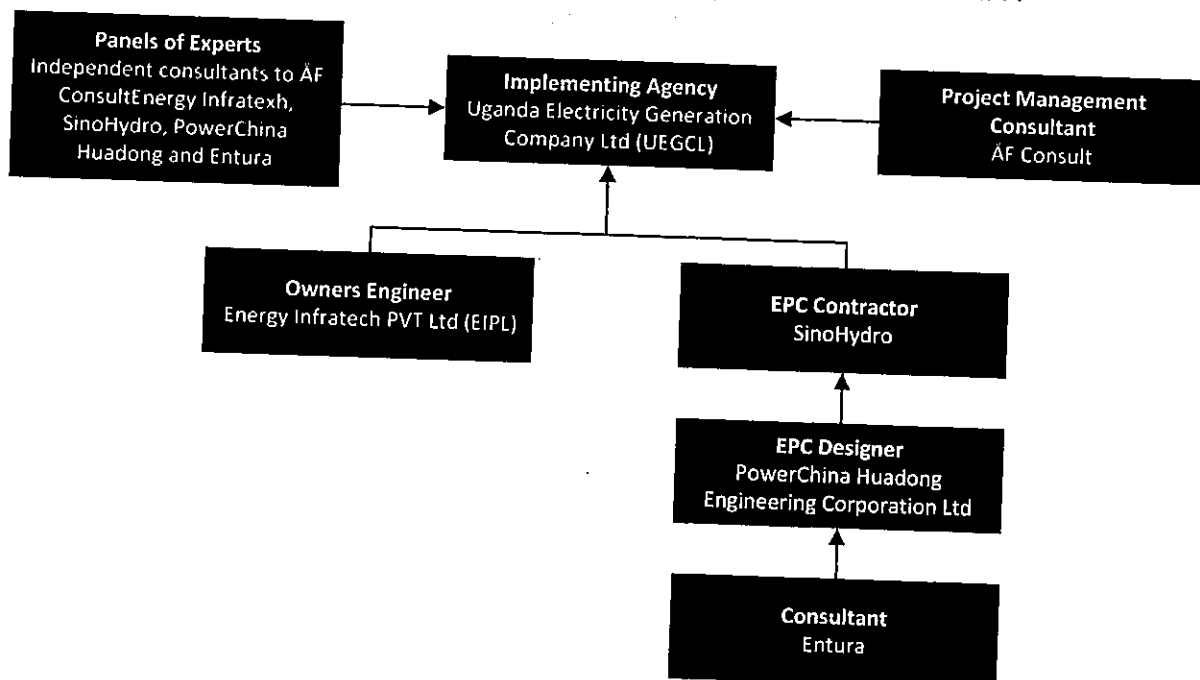 Panels of Experts
Independent consultants to ÄF
ConsultEnergy Infratexh,
SinoHydro, PowerChina
Huadong and Entura
Implementing Agency
Uganda Electricity Generation
Company Ltd (UEGCL)
Project Management
Consultant
ÄF Consult
Owners Engineer
Energy Infratech PVT Ltd (EIPL)
EPC Contractor
SinoHydro
EPC Designer
PowerChina Huadong
Engineering Corporation Ltd
Consultant
Entura